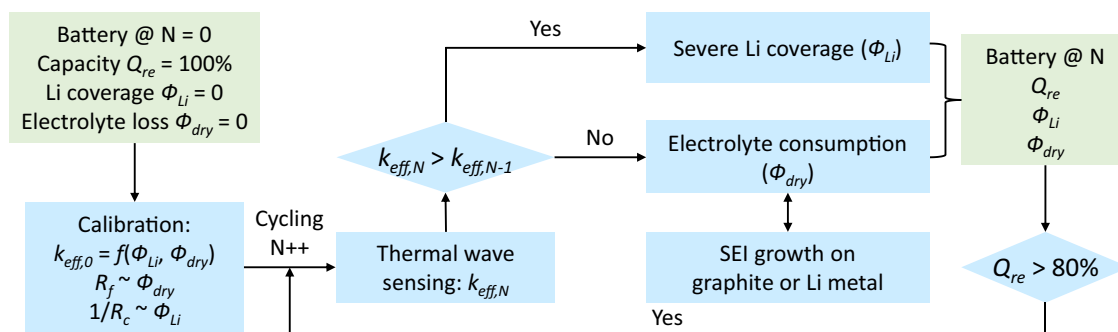 Battery @ N = 0
Capacity Q_re = 100%
Li coverage Φ_Li = 0
Electrolyte loss Φ_dry = 0
Calibration:
k_eff,0 = f(Φ_Li, Φ_dry)
R_f ~ Φ_dry
1/R_c ~ Φ_Li
Cycling
N++
Thermal wave
sensing: k_eff,N
k_eff,N > k_eff,N-1
Yes
No
Severe Li coverage (Φ_Li)
Electrolyte consumption
(Φ_dry)
SEI growth on
graphite or Li metal
Battery @ N
Q_re
Φ_Li
Φ_dry
Q_re > 80%
Yes